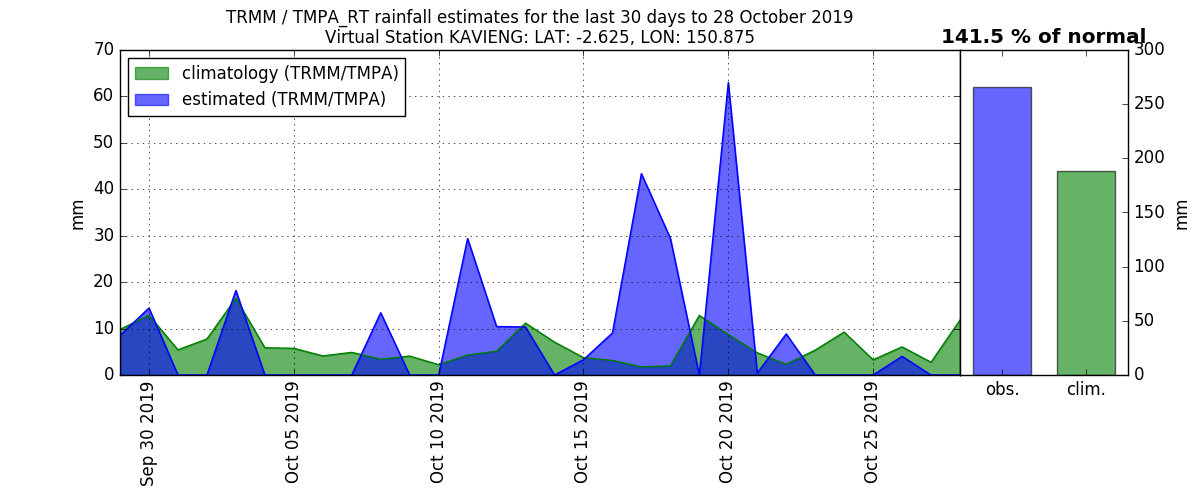 TRMM / TMPA_RT rainfall estimates for the last 30 days to 28 October 2019
Virtual Station KAVIENG: LAT: -2.625, LON: 150.875
141.5 % of normal
climatology (TRMM/TMPA)
estimated (TRMM/TMPA)
mm
70
60
50
40
30
20
10
0
Sep 30 2019
Oct 05 2019
Oct 10 2019
Oct 15 2019
Oct 20 2019
Oct 25 2019
300
250
200
150
100
50
0
mm
obs.
clim.